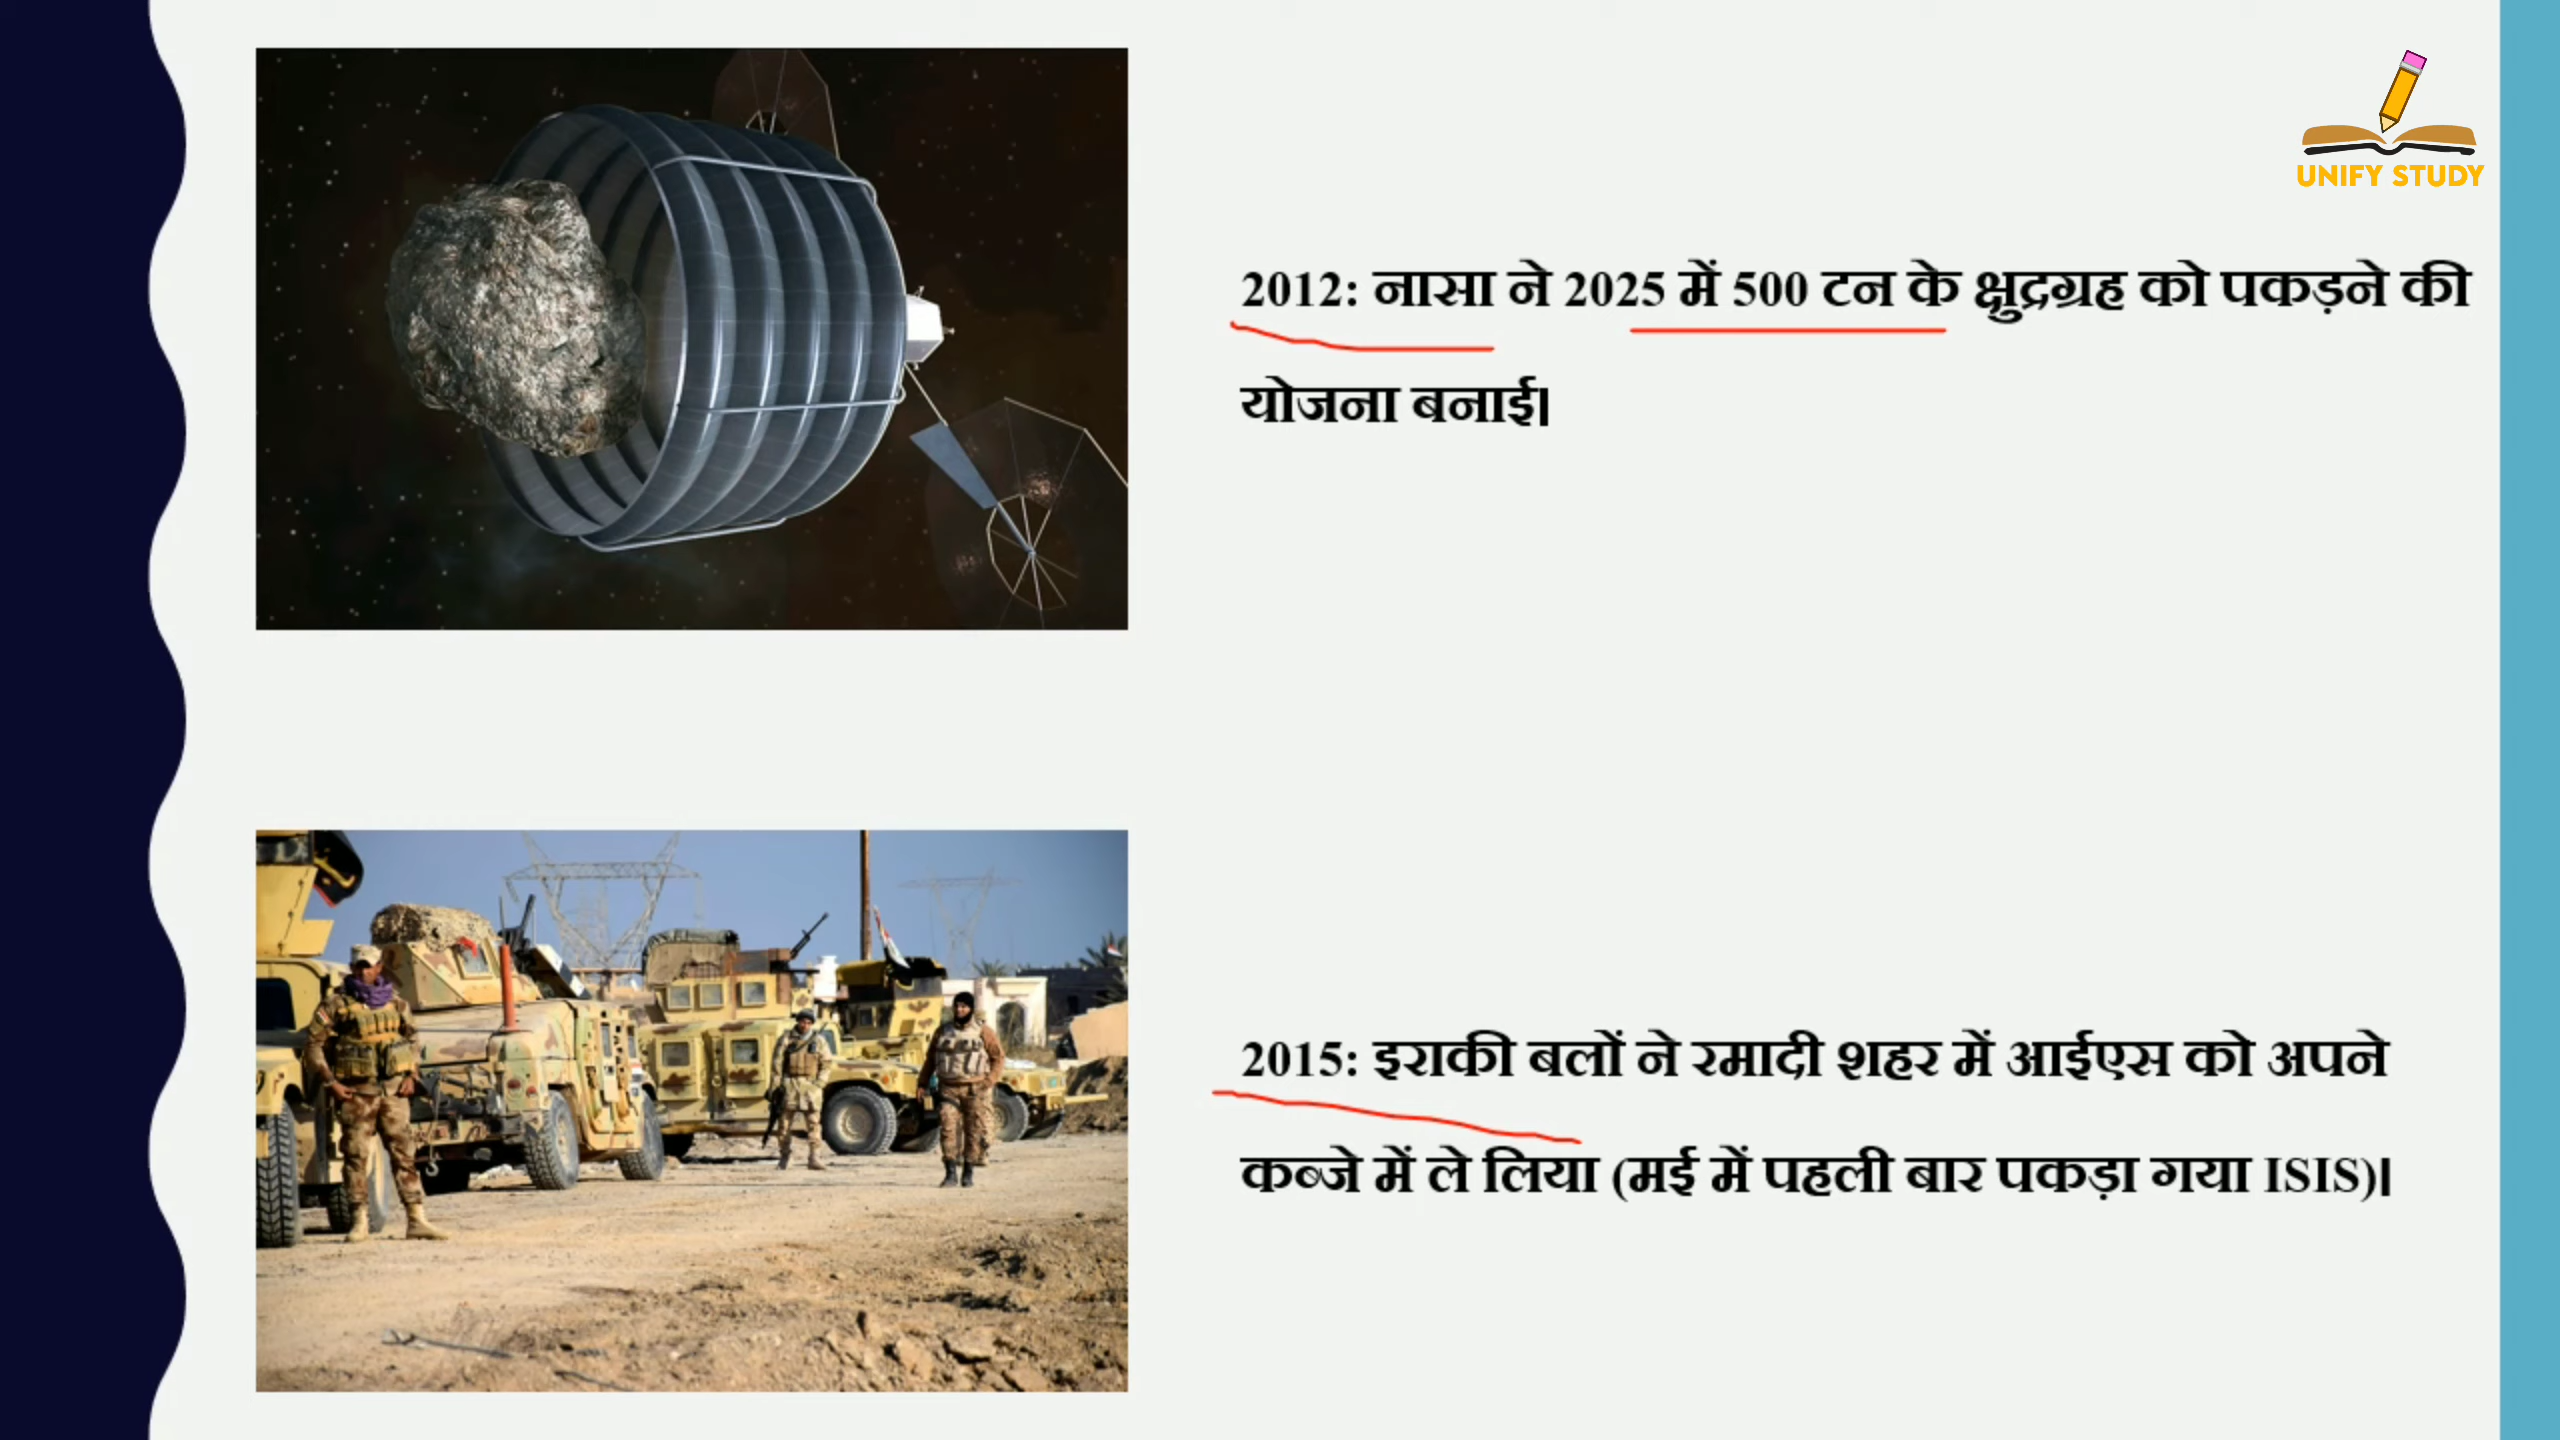 UNIFY STUDY
2012: नासा ने 2025 में 500 टन के क्षुद्रग्रह को पकड़ने की
योजना बनाई।
2015: इराकी बलों ने रमादी शहर में आईएस को अपने
कब्जे में ले लिया (मई में पहली बार पकड़ा गया ISIS)।